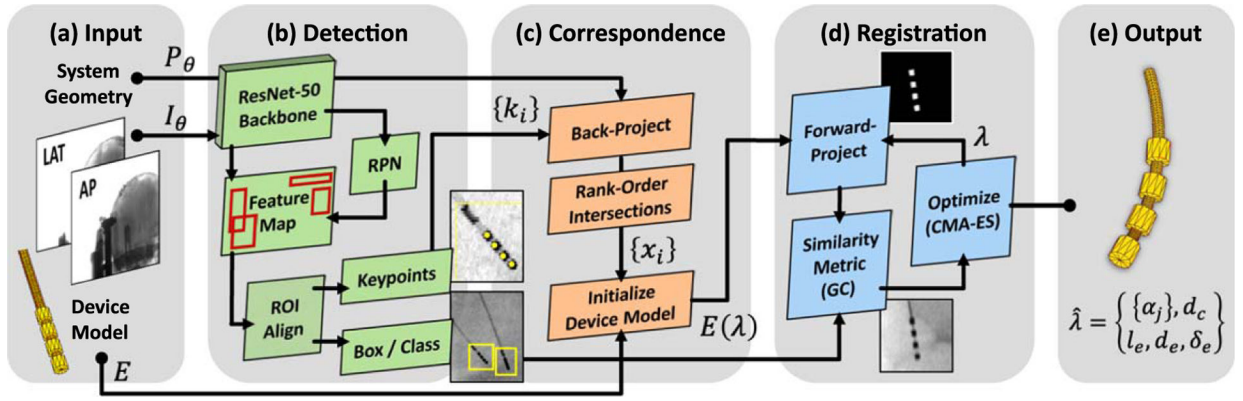 (a) Input
(b) Detection
(c) Correspondence
(d) Registration
(e) Output
System
Geometry
P_θ
I_θ
LAT
AP
Device
Model
E
ResNet-50
Backbone
RPN
Feature
Map
ROI
Align
Keypoints
Box / Class
{k_i}
Back-Project
Rank-Order
Intersections
{x_i}
Initialize
Device Model
E(λ)
Forward-
Project
Similarity
Metric
(GC)
λ
Optimize
(CMA-ES)
λ̂ = { {α_j}, d_c
l_e, d_e, δ_e }